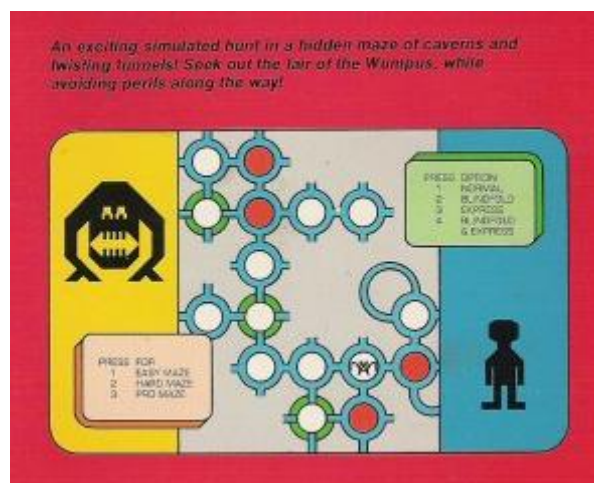 An exciting simulated hunt in a hidden maze of caverns and
twisting tunnels! Seek out the lair of the Wumpus, while
avoiding perils along the way!
PRESS OPTION
1 NORMAL
2 BLINDFOLD
3 EXPRESS
4 BLINDFOLD
& EXPRESS
PRESS FOR
1 EASY MAZE
2 HARD MAZE
3 PRO MAZE